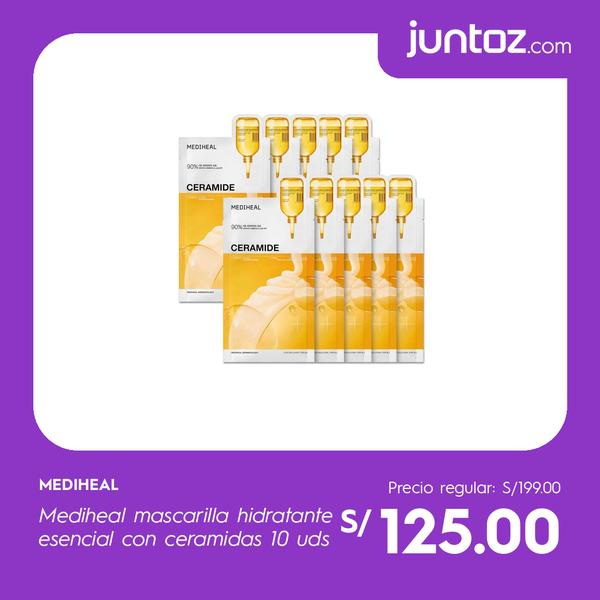 juntoz.com
MEDIHEAL
90%
CERAMIDE
MEDIHEAL
90%
CERAMIDE
MEDIHEAL
Precio regular: S/199.00
Mediheal mascarilla hidratante
esencial con ceramidas 10 uds
S/125.00